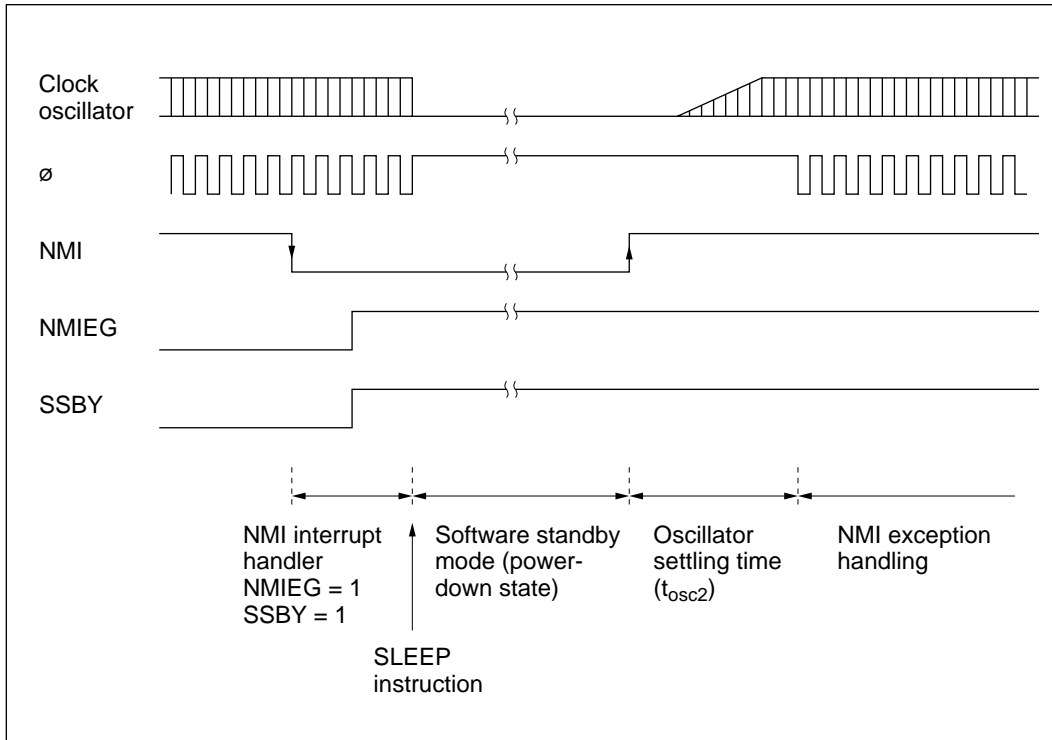 Clock
oscillator
ø
NMI
NMIEG
SSBY
NMI interrupt
handler
NMIEG = 1
SSBY = 1
Software standby
mode (power-
down state)
Oscillator
settling time
(tosc2)
NMI exception
handling
SLEEP
instruction